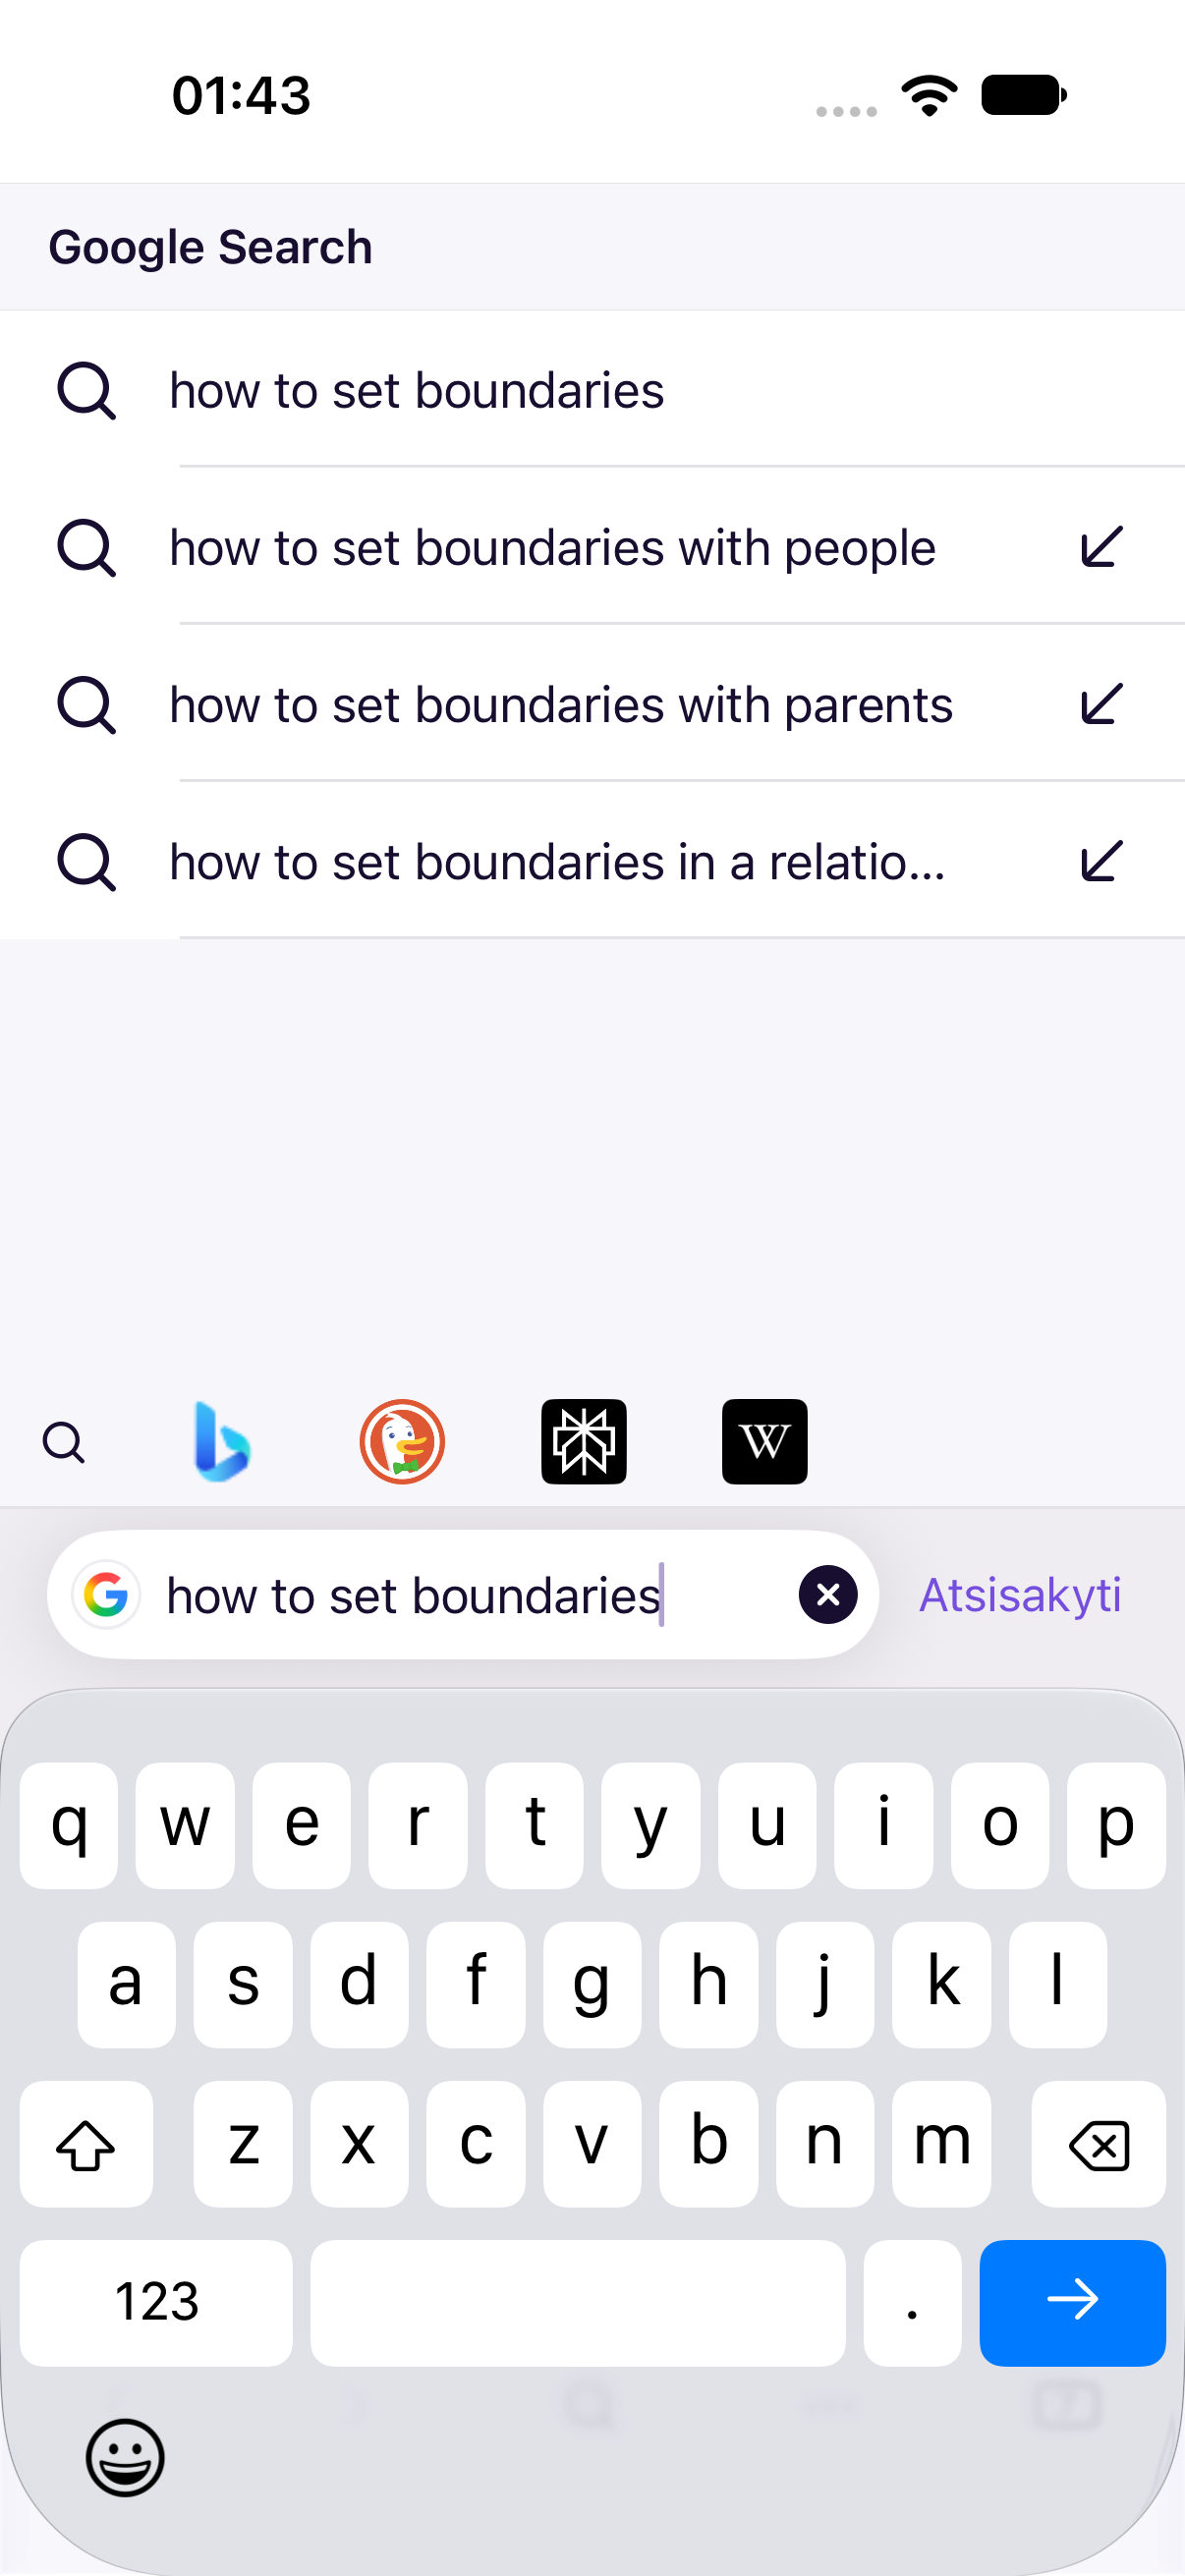 01:43
Google Search
how to set boundaries
how to set boundaries with people
how to set boundaries with parents
how to set boundaries in a relatio...
W
how to set boundaries
Atsisakyti
q w e r t y u i o p
a s d f g h j k l
z x c v b n m
123 .